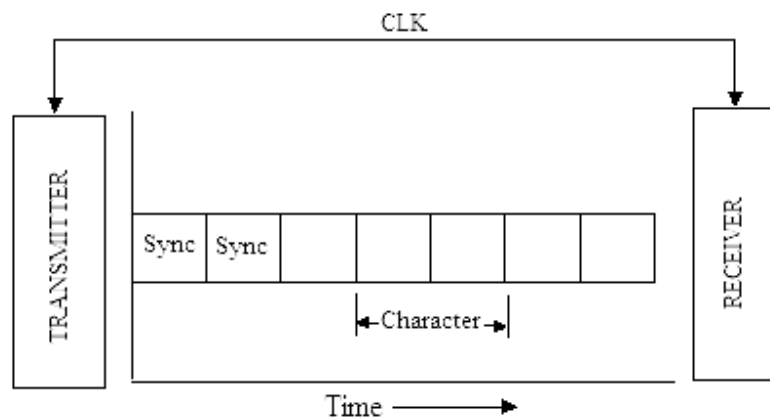 CLK
TRANSMITTER
Sync Sync
Character
RECEIVER
Time